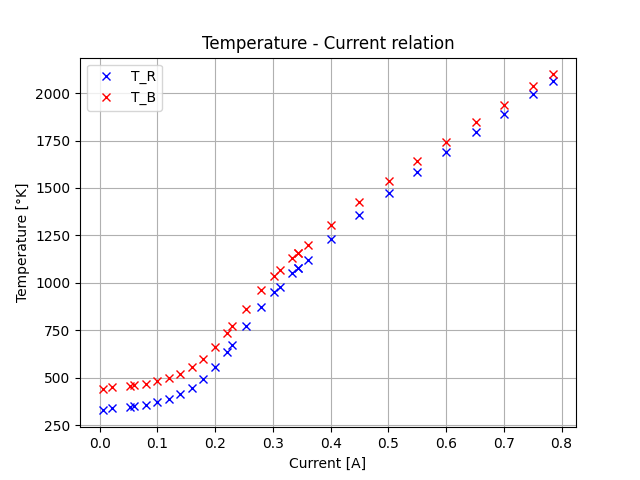 Temperature - Current relation
T_R
T_B
Temperature [°K]
2000
1750
1500
1250
1000
750
500
250
0.0 0.1 0.2 0.3 0.4 0.5 0.6 0.7 0.8
Current [A]